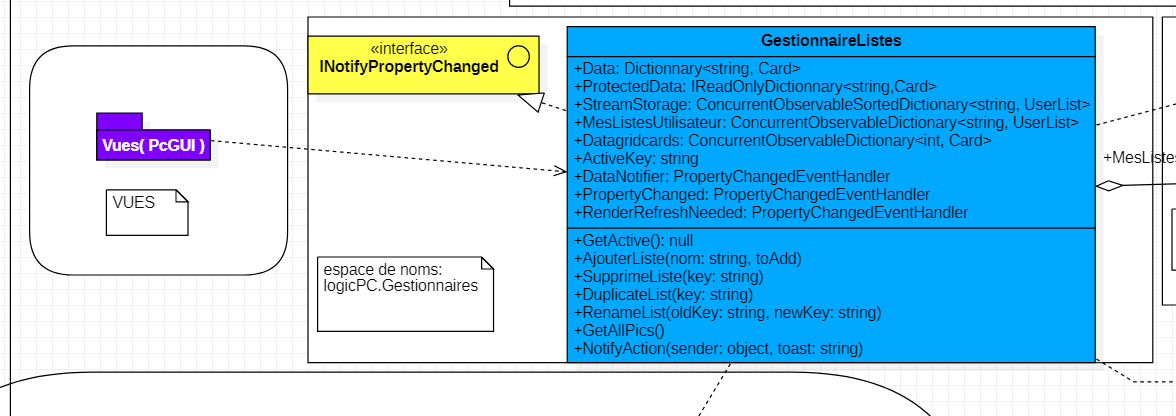 «interface»
INotifyPropertyChanged
GestionnaireListes
+Data: Dictionnary<string, Card>
+ProtectedData: IReadOnlyDictionnary<string,Card>
+StreamStorage: ConcurrentObservableSortedDictionary<string, UserList>
+MesListesUtilisateur: ConcurrentObservableDictionary<string, UserList>
+Datagridcards: ConcurrentObservableDictionary<int, Card>
+ActiveKey: string
+DataNotifier: PropertyChangedEventHandler
+PropertyChanged: PropertyChangedEventHandler
+RenderRefreshNeeded: PropertyChangedEventHandler
+GetActive(): null
+AjouterListe(nom: string, toAdd)
+SupprimeListe(key: string)
+DuplicateList(key: string)
+RenameList(oldKey: string, newKey: string)
+GetAllPics()
+NotifyAction(sender: object, toast: string)
Vues( PcGUI )
VUES
espace de noms:
logicPC.Gestionnaires
+MesListes